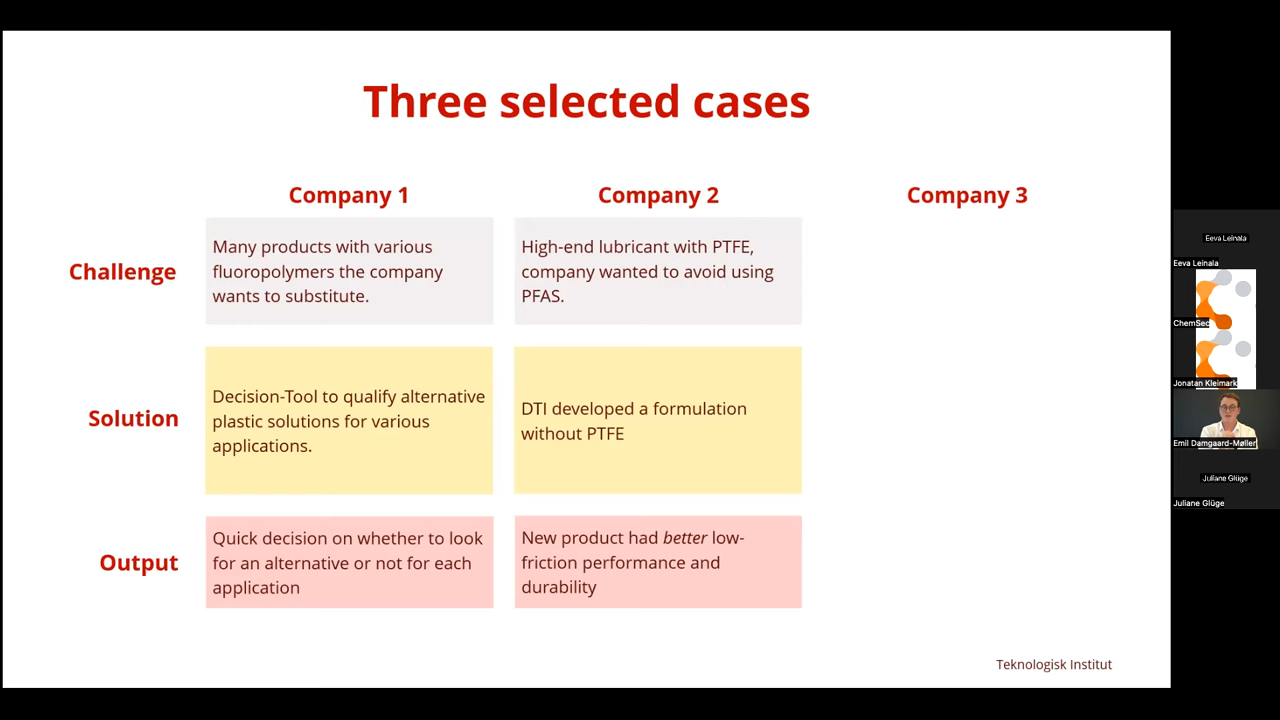 Three selected cases
Company 1
Company 2
Company 3
Challenge
Many products with various
fluoropolymers the company
wants to substitute.
High-end lubricant with PTFE,
company wanted to avoid using
PFAS.
Solution
Decision-Tool to qualify alternative
plastic solutions for various
applications.
DTI developed a formulation
without PTFE
Output
Quick decision on whether to look
for an alternative or not for each
application
New product had better low-
friction performance and
durability
Teknologisk Institut
Eeva Leinala
Eeva Leinala
ChemSec
Jonatan Kleimark
Emil Damgaard-Møller
Juliane Glüge
Juliane Glüge